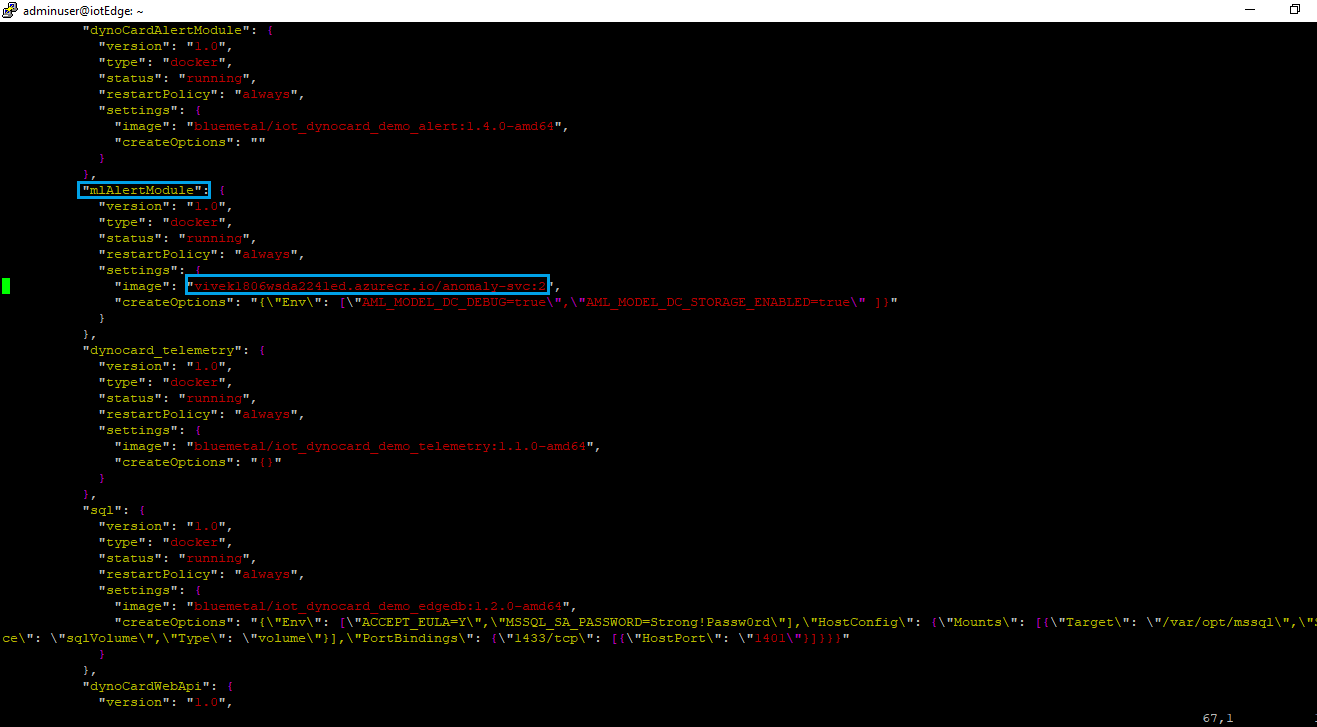 adminuser@iotEdge: ~
"dynoCardAlertModule": {
"version": "1.0",
"type": "docker",
"status": "running",
"restartPolicy": "always",
"settings": {
"image": "bluemetal/iot_dynocard_demo_alert:1.4.0-amd64",
"createOptions": ""
}
},
"mlAlertModule": {
"version": "1.0",
"type": "docker",
"status": "running",
"restartPolicy": "always",
"settings": {
"image": "vivek1806wsda2241ed.azurecr.io/anomaly-svc:2",
"createOptions": "{\"Env\": [\"AML_MODEL_DC_DEBUG=true\",\"AML_MODEL_DC_STORAGE_ENABLED=true\" ]}"
}
},
"dynocard_telemetry": {
"version": "1.0",
"type": "docker",
"status": "running",
"restartPolicy": "always",
"settings": {
"image": "bluemetal/iot_dynocard_demo_telemetry:1.1.0-amd64",
"createOptions": "{}"
}
},
"sql": {
"version": "1.0",
"type": "docker",
"status": "running",
"restartPolicy": "always",
"settings": {
"image": "bluemetal/iot_dynocard_demo_edgedb:1.2.0-amd64",
"createOptions": "{\"Env\": [\"ACCEPT_EULA=Y\",\"MSSQL_SA_PASSWORD=Strong!Passw0rd\"],\"HostConfig\": {\"Mounts\": [{\"Target\": \"/var/opt/mssql\",\"
ce\": \"sqlVolume\",\"Type\": \"volume\"}],\"PortBindings\": {\"1433/tcp\": [{\"HostPort\": \"1401\"}]}}}"
}
},
"dynoCardWebApi": {
"version": "1.0",
67,1